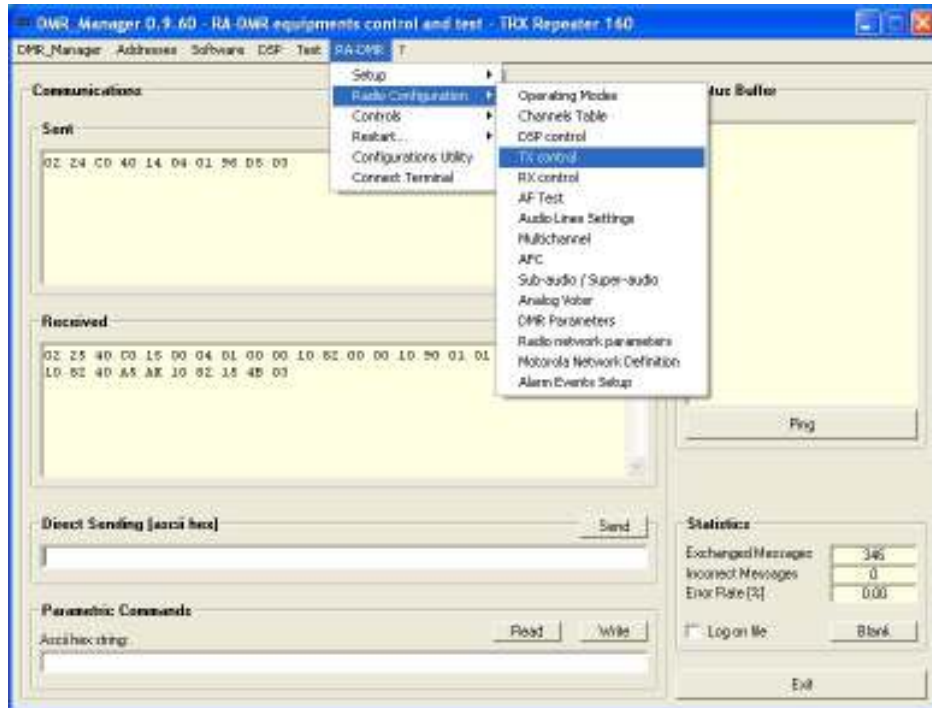 DMR_Manager 0.9.60 - RA-DMR equipments control and test - TRX Repeater 160
DMR_Manager Addresses Software DSP Test RA-DMR ?
Setup
Radio Configuration
Controls
Restart...
Configurations Utility
Connect Terminal
Operating Modes
Channels Table
DSP control
TX control
RX control
AF Test
Audio Lines Settings
Multichannel
AFC
Sub-audio / Super-audio
Analog Voter
DMR Parameters
Radio network parameters
Motorola Network Definition
Alarm Events Setup
Communications
Sent
02 24 C0 40 14 04 01 96 D5 03
Received
02 25 40 C0 15 00 04 01 00 00 10 82 00 00 10 90 01 01
10 82 40 A5 AK 10 82 15 4B 03
Buffer
Ping
Direct Sending [ascii hex]
Send
Parametric Commands
Ascii hex string:
Read Write
Statistics
Exchanged Messages 346
Incorrect Messages 0
Error Rate [%] 0.00
Log on file Blank
Exit